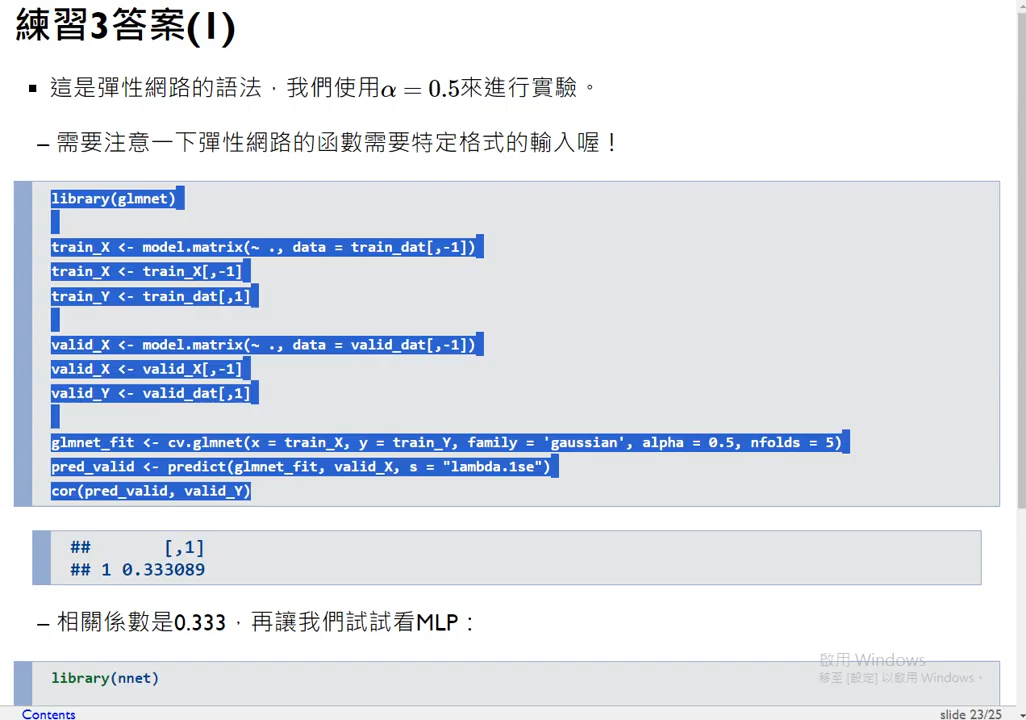 練習3答案(1)
▪ 這是彈性網路的語法，我們使用α = 0.5來進行實驗。
– 需要注意一下彈性網路的函數需要特定格式的輸入喔！
library(glmnet)
train_X <- model.matrix(~ ., data = train_dat[,-1])
train_X <- train_X[,-1]
train_Y <- train_dat[,1]
valid_X <- model.matrix(~ ., data = valid_dat[,-1])
valid_X <- valid_X[,-1]
valid_Y <- valid_dat[,1]
glmnet_fit <- cv.glmnet(x = train_X, y = train_Y, family = 'gaussian', alpha = 0.5, nfolds = 5)
pred_valid <- predict(glmnet_fit, valid_X, s = "lambda.1se")
cor(pred_valid, valid_Y)
## [,1]
## 1 0.333089
– 相關係數是0.333，再讓我們試試看MLP：
啟用 Windows
移至 [設定] 以啟用 Windows。
library(nnet)
Contents
slide 23/25